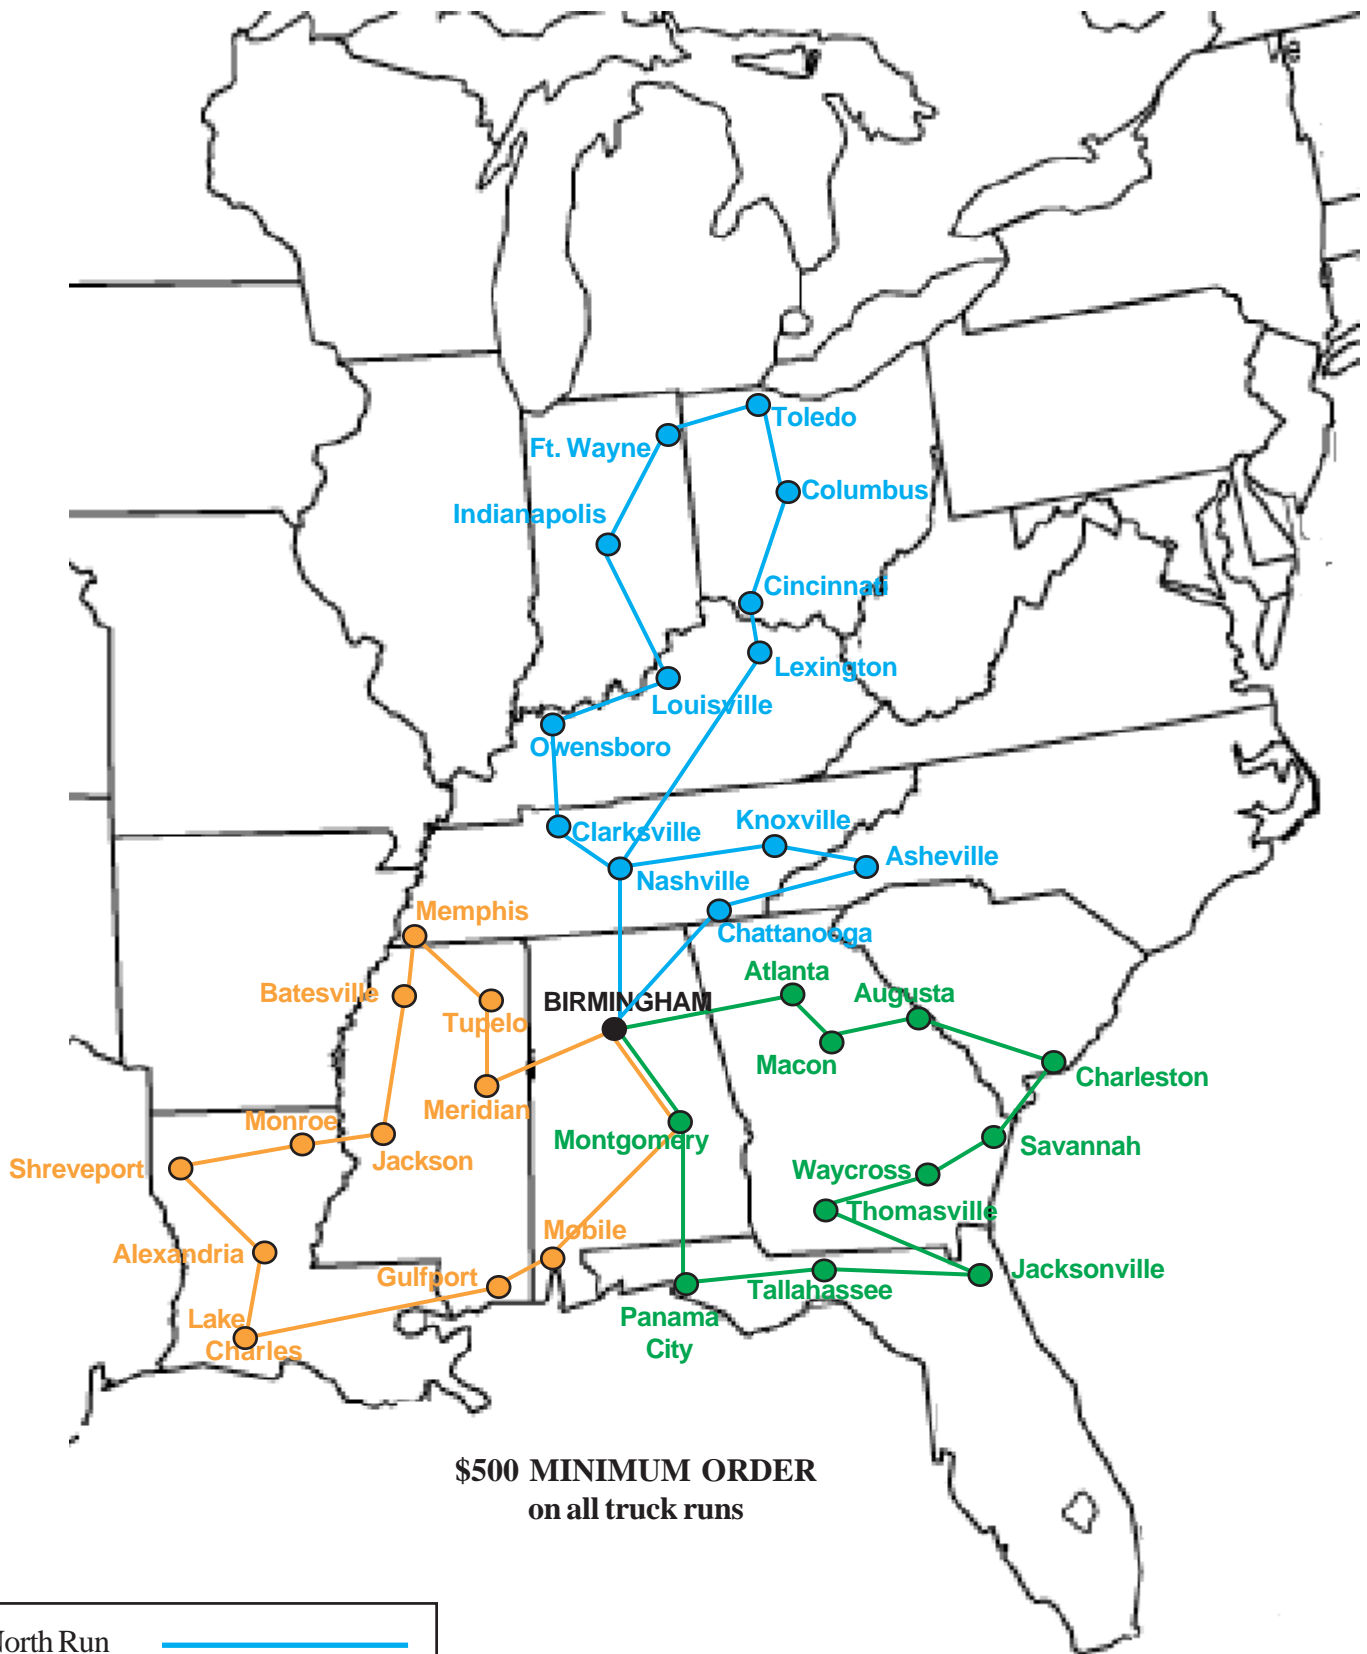 Toledo
Ft. Wayne
Columbus
Indianapolis
Cincinnati
Lexington
Louisville
Owensboro
Clarksville
Knoxville
Asheville
Nashville
Memphis
Chattanooga
Atlanta
Batesville
BIRMINGHAM
Augusta
Tupelo
Macon
Charleston
Meridian
Monroe
Montgomery
Savannah
Jackson
Shreveport
Waycross
Thomasville
Mobile
Alexandria
Jacksonville
Gulfport
Tallahassee
Lake
Charles
Panama
City
$500 MINIMUM ORDER
on all truck runs
North Run